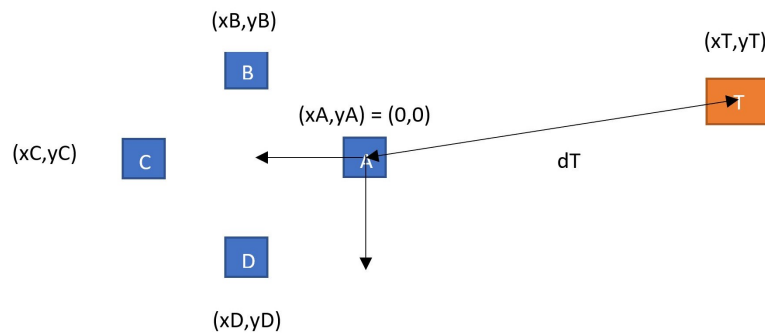 (xB,yB)
(xT,yT)
B
T
(xA,yA) = (0,0)
(xC,yC)
C
A
dT
D
(xD,yD)